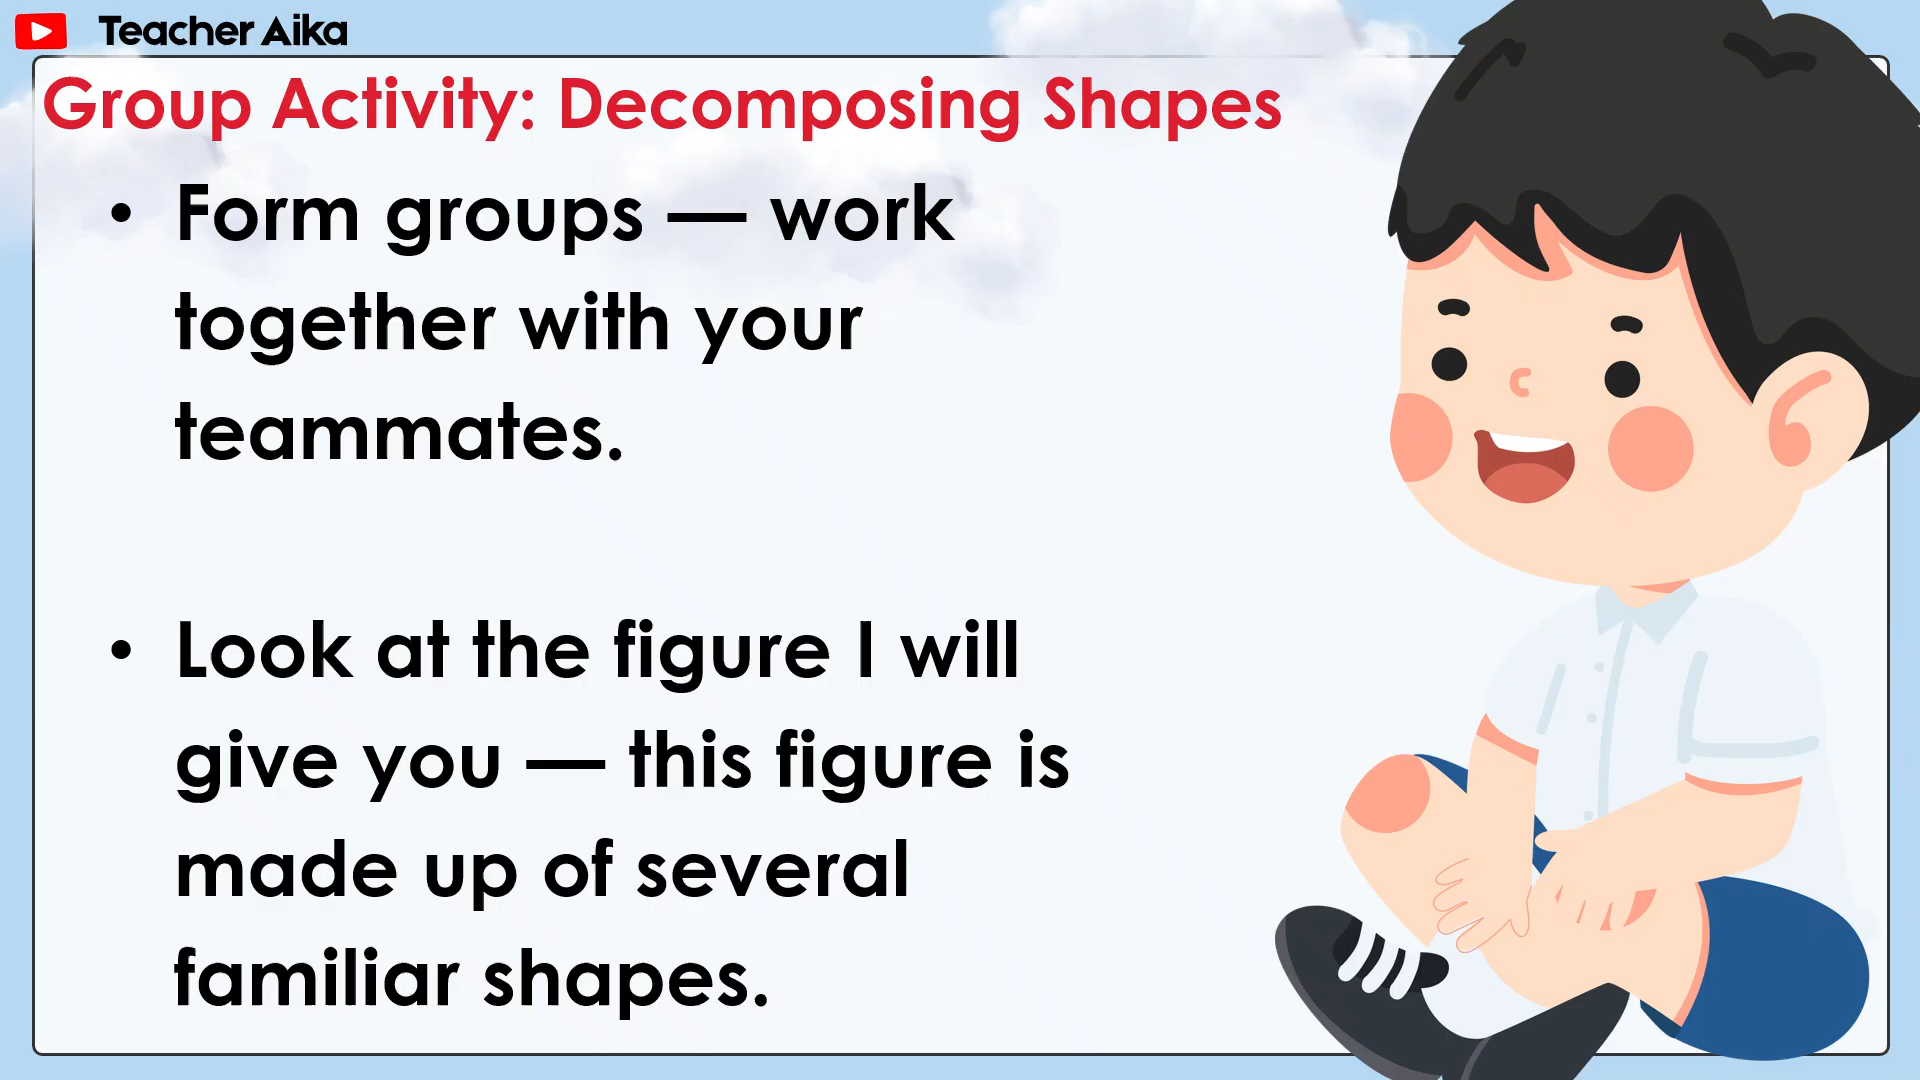 Teacher Aika
Group Activity: Decomposing Shapes
• Form groups — work
together with your
teammates.
• Look at the figure I will
give you — this figure is
made up of several
familiar shapes.